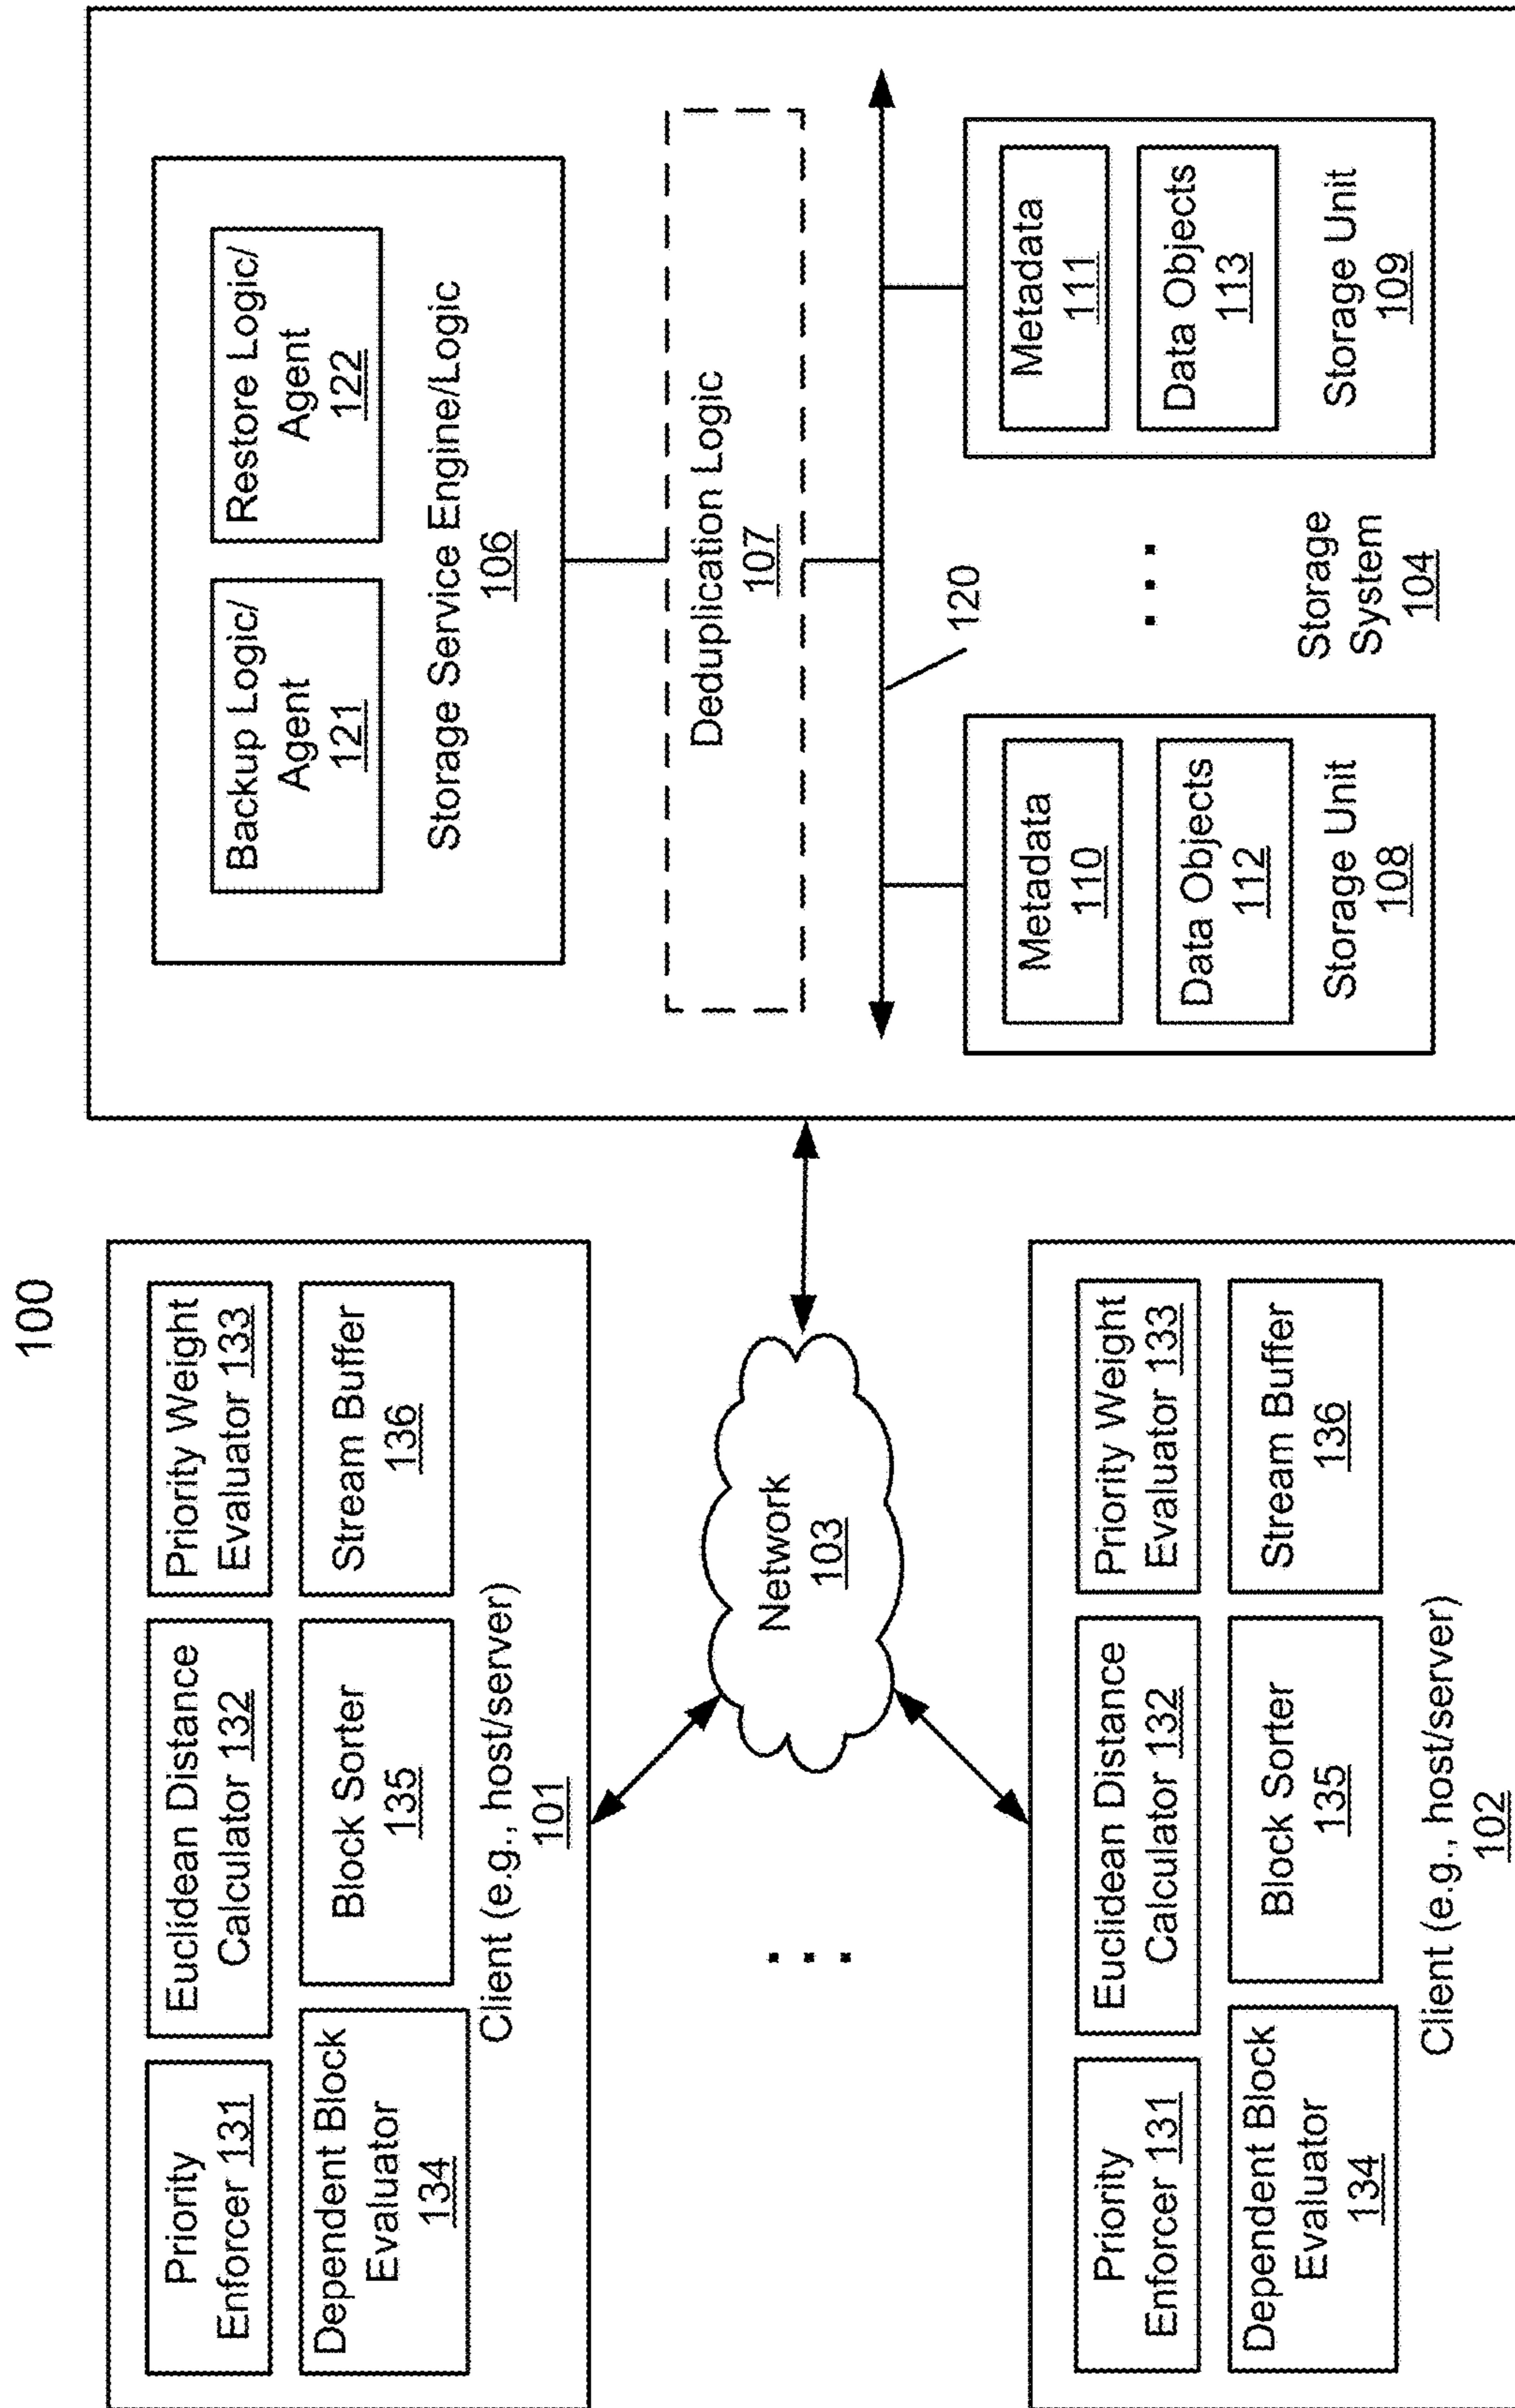 100
Priority
Enforcer 131
Euclidean Distance
Calculator 132
Priority Weight
Evaluator 133
Dependent Block
Evaluator
134
Block Sorter
135
Stream Buffer
136
Client (e.g., host/server)
101
Network
103
Priority
Enforcer 131
Euclidean Distance
Calculator 132
Priority Weight
Evaluator 133
Dependent Block
Evaluator
134
Block Sorter
135
Stream Buffer
136
Client (e.g., host/server)
102
Backup Logic/
Agent
121
Restore Logic/
Agent
122
Storage Service Engine/Logic
106
Deduplication Logic
107
120
Metadata
110
Data Objects
112
Storage Unit
108
Metadata
111
Data Objects
113
Storage Unit
109
Storage
System
104